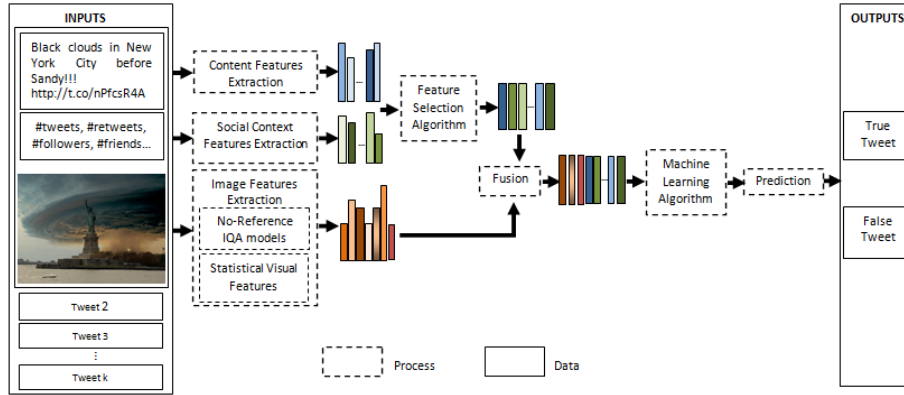 INPUTS
Black clouds in New
York City before
Sandy!!!
http://t.co/nPfcsR4A
#tweets, #retweets,
#followers, #friends...
Tweet 2
Tweet 3
⋮
Tweet k
Content Features
Extraction
Social Context
Features Extraction
Image Features
Extraction
No-Reference
IQA models
Statistical Visual
Features
...
...
Feature
Selection
Algorithm
...
Fusion
...
Machine
Learning
Algorithm
Prediction
OUTPUTS
True
Tweet
False
Tweet
Process
Data